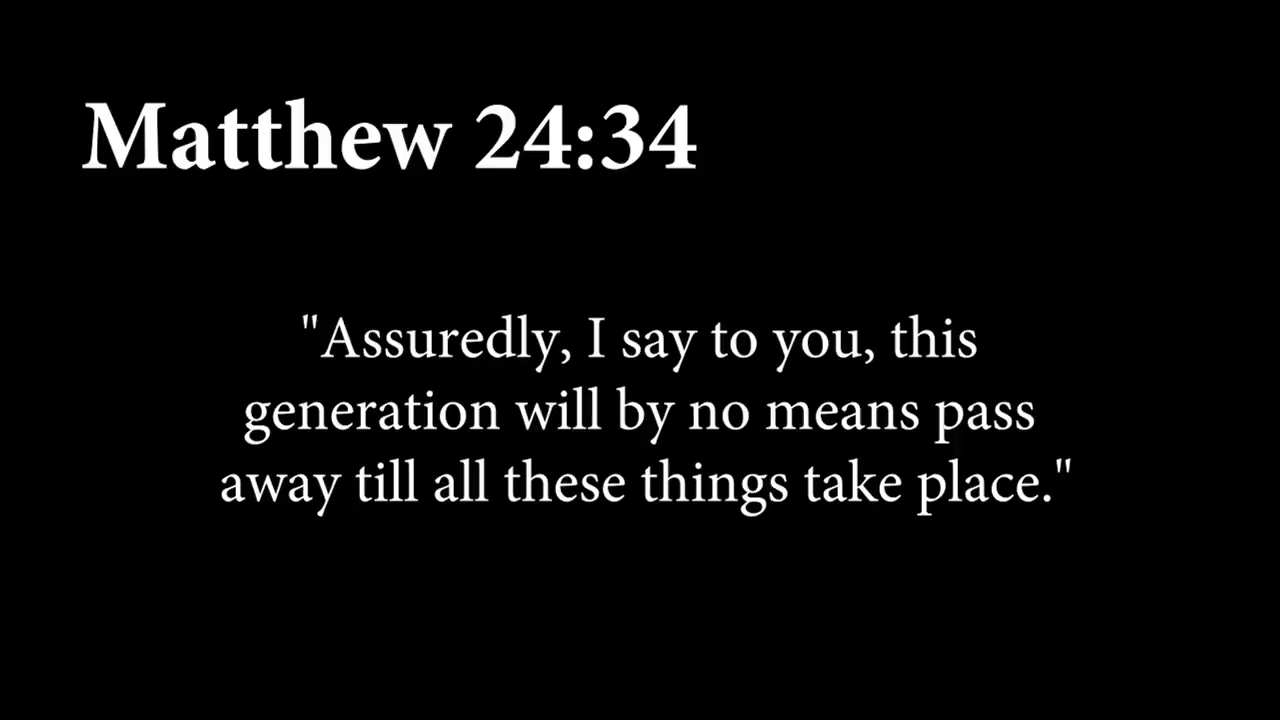 Matthew 24:34
"Assuredly, I say to you, this
generation will by no means pass
away till all these things take place."